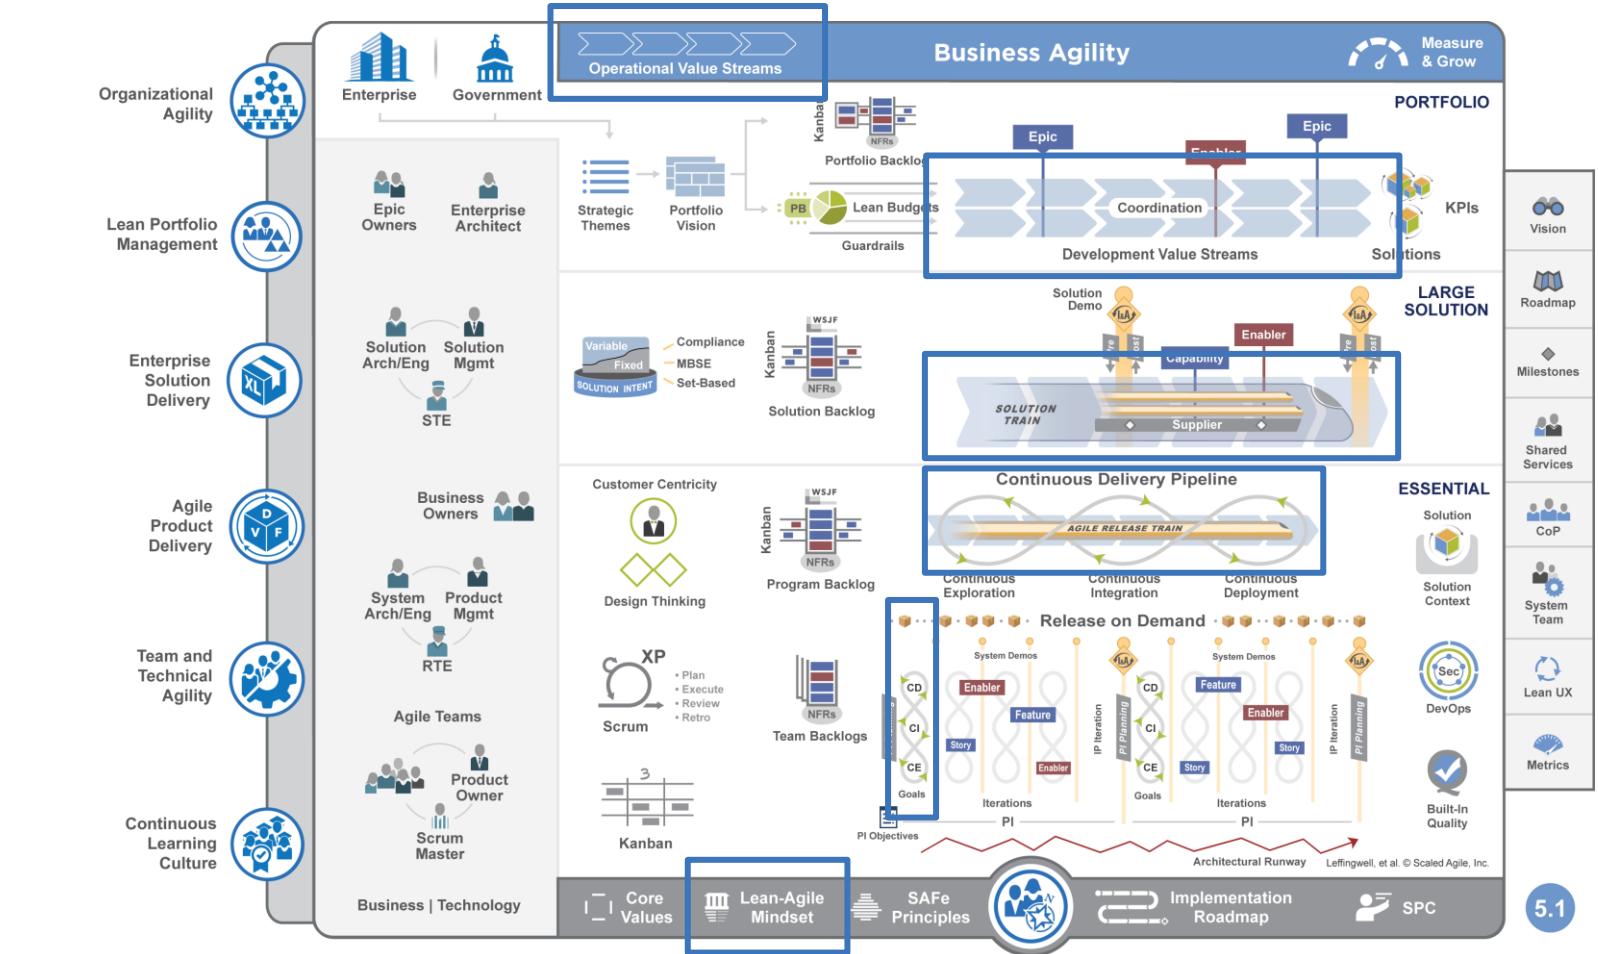 Organizational
Agility
Lean Portfolio
Management
Enterprise
Solution
Delivery
XL
Agile
Product
Delivery
D
V F
Team and
Technical
Agility
Continuous
Learning
Culture
Enterprise
Government
Operational Value Streams
Business Agility
Measure
& Grow
Epic
Owners
Enterprise
Architect
Solution
Arch/Eng
Solution
Mgmt
STE
Business
Owners
System
Arch/Eng
Product
Mgmt
RTE
Agile Teams
Product
Owner
Scrum
Master
Business | Technology
PORTFOLIO
Strategic
Themes
Portfolio
Vision
Kanban
NFRs
Portfolio Backlog
PB
Lean Budgets
Guardrails
Epic
Enabler
Epic
Coordination
Development Value Streams
KPIs
Solutions
LARGE
SOLUTION
Variable
Fixed
SOLUTION INTENT
Compliance
MBSE
Set-Based
WSJF
Kanban
NFRs
Solution Backlog
Solution
Demo
I&A
Pre
Post
Capability
Enabler
I&A
Pre
Post
SOLUTION
TRAIN
Supplier
ESSENTIAL
Customer Centricity
Design Thinking
WSJF
Kanban
NFRs
Program Backlog
Continuous Delivery Pipeline
AGILE RELEASE TRAIN
Continuous
Exploration
Continuous
Integration
Continuous
Deployment
Solution
Solution
Context
Release on Demand
XP
Scrum
• Plan
• Execute
• Review
• Retro
NFRs
Team Backlogs
3
Kanban
CD
CI
CE
Goals
PI Objectives
System Demos
Enabler
Feature
Story
Enabler
Iterations
PI
IP Iteration
I&A
PI Planning
CD
CI
CE
Goals
System Demos
Feature
Enabler
Story
Story
Iterations
PI
IP Iteration
I&A
PI Planning
Sec
DevOps
Built-In
Quality
Architectural Runway
Leffingwell, et al. © Scaled Agile, Inc.
Core
Values
Lean-Agile
Mindset
SAFe
Principles
N
Implementation
Roadmap
SPC
Vision
Roadmap
Milestones
Shared
Services
CoP
System
Team
Lean UX
Metrics
5.1